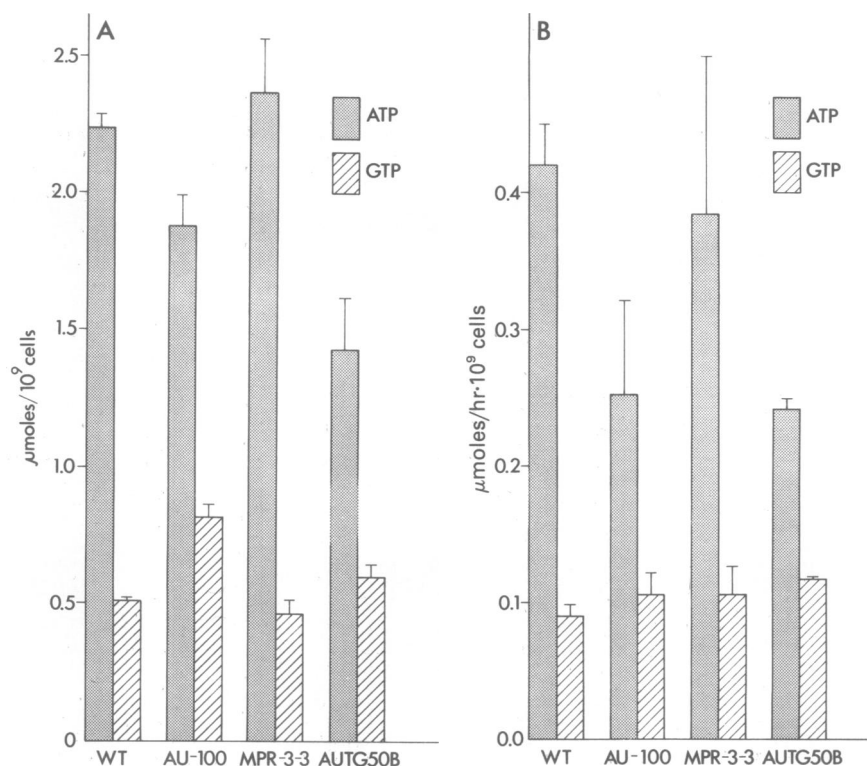 A
2.5
2.0
1.5
1.0
0.5
0
μmoles/10⁹ cells
ATP
GTP
WT AU-100 MPR-3-3 AUTG50B
B
0.4
0.3
0.2
0.1
0.0
μmoles/hr·10⁹ cells
ATP
GTP
WT AU-100 MPR-3-3 AUTG50B